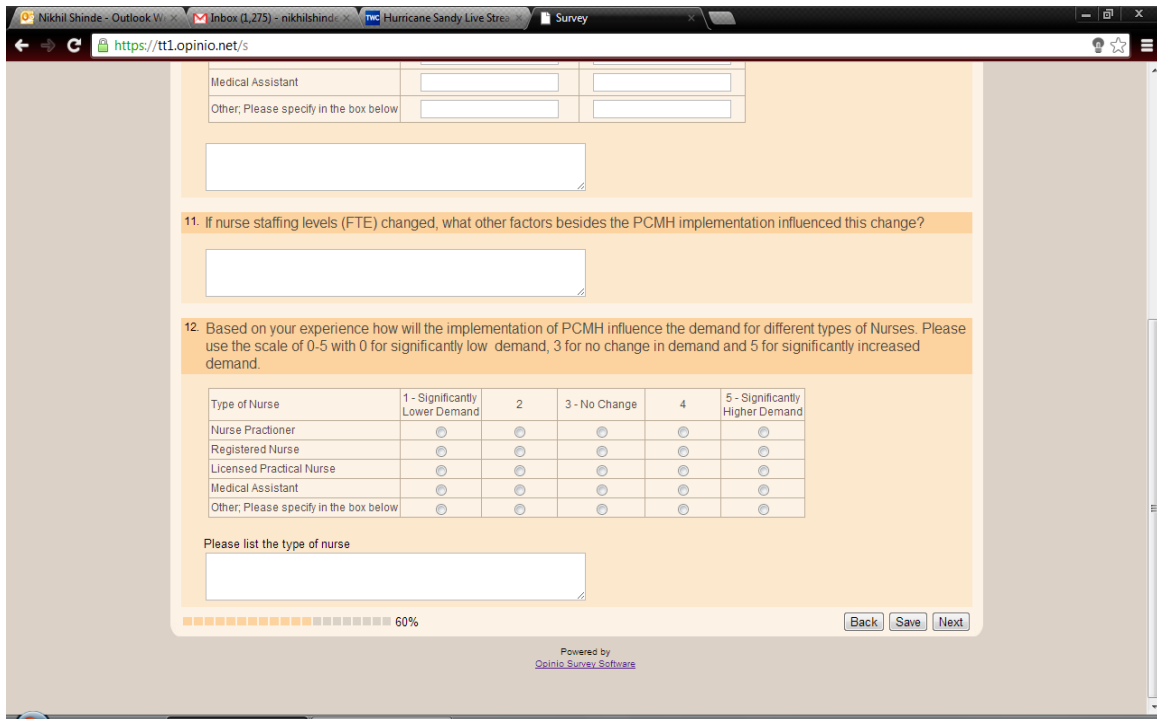 Nikhil Shinde - Outlook W
Inbox (1,275) - nikhilshinde
TWC Hurricane Sandy Live Strea
Survey
https://tt1.opinio.net/s
Medical Assistant
Other; Please specify in the box below
11. If nurse staffing levels (FTE) changed, what other factors besides the PCMH implementation influenced this change?
12. Based on your experience how will the implementation of PCMH influence the demand for different types of Nurses. Please
use the scale of 0-5 with 0 for significantly low demand, 3 for no change in demand and 5 for significantly increased
demand.
Type of Nurse
1 - Significantly
Lower Demand
2
3 - No Change
4
5 - Significantly
Higher Demand
Nurse Practioner
Registered Nurse
Licensed Practical Nurse
Medical Assistant
Other; Please specify in the box below
Please list the type of nurse
60%
Back Save Next
Powered by
Opinio Survey Software